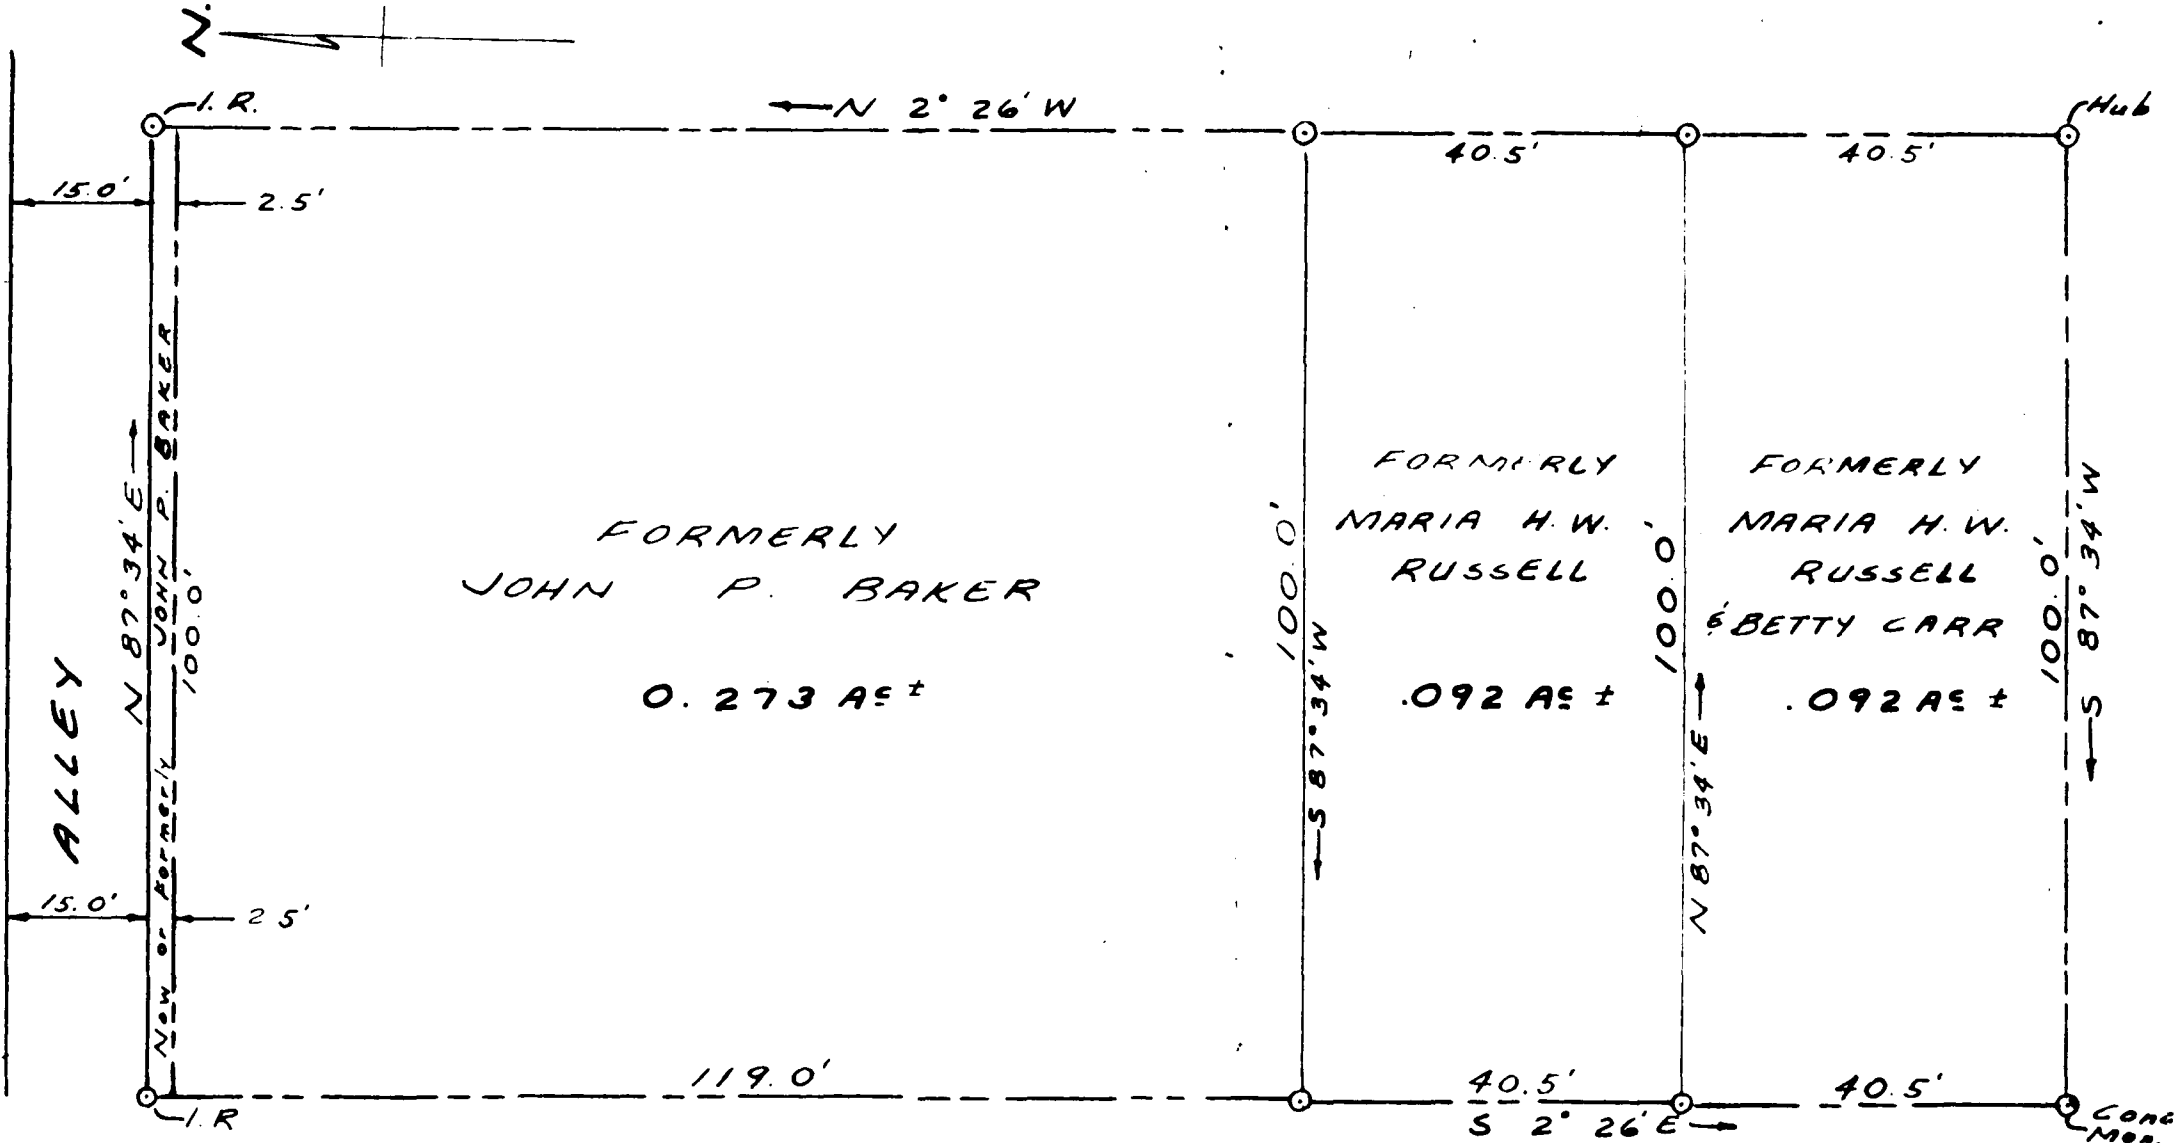 N
I. R.
← N 2° 26' W
Hub
40.5'
40.5'
15.0'
2.5'
N 87° 34' E →
Now or Formerly JOHN P. BAKER
100.0'
ALLEY
FORMERLY
JOHN P. BAKER
0.273 Ac ±
100.0'
← S 87° 34' W
FORMERLY
MARIA H. W.
RUSSELL
.092 Ac ±
100.0'
N 87° 34' E →
FORMERLY
MARIA H. W.
RUSSELL
& BETTY CARR
.092 Ac ±
100.0'
← S 87° 34' W
15.0'
2 5'
119.0'
40.5'
40.5'
I. R
S 2° 26' E →
Conc
Mon